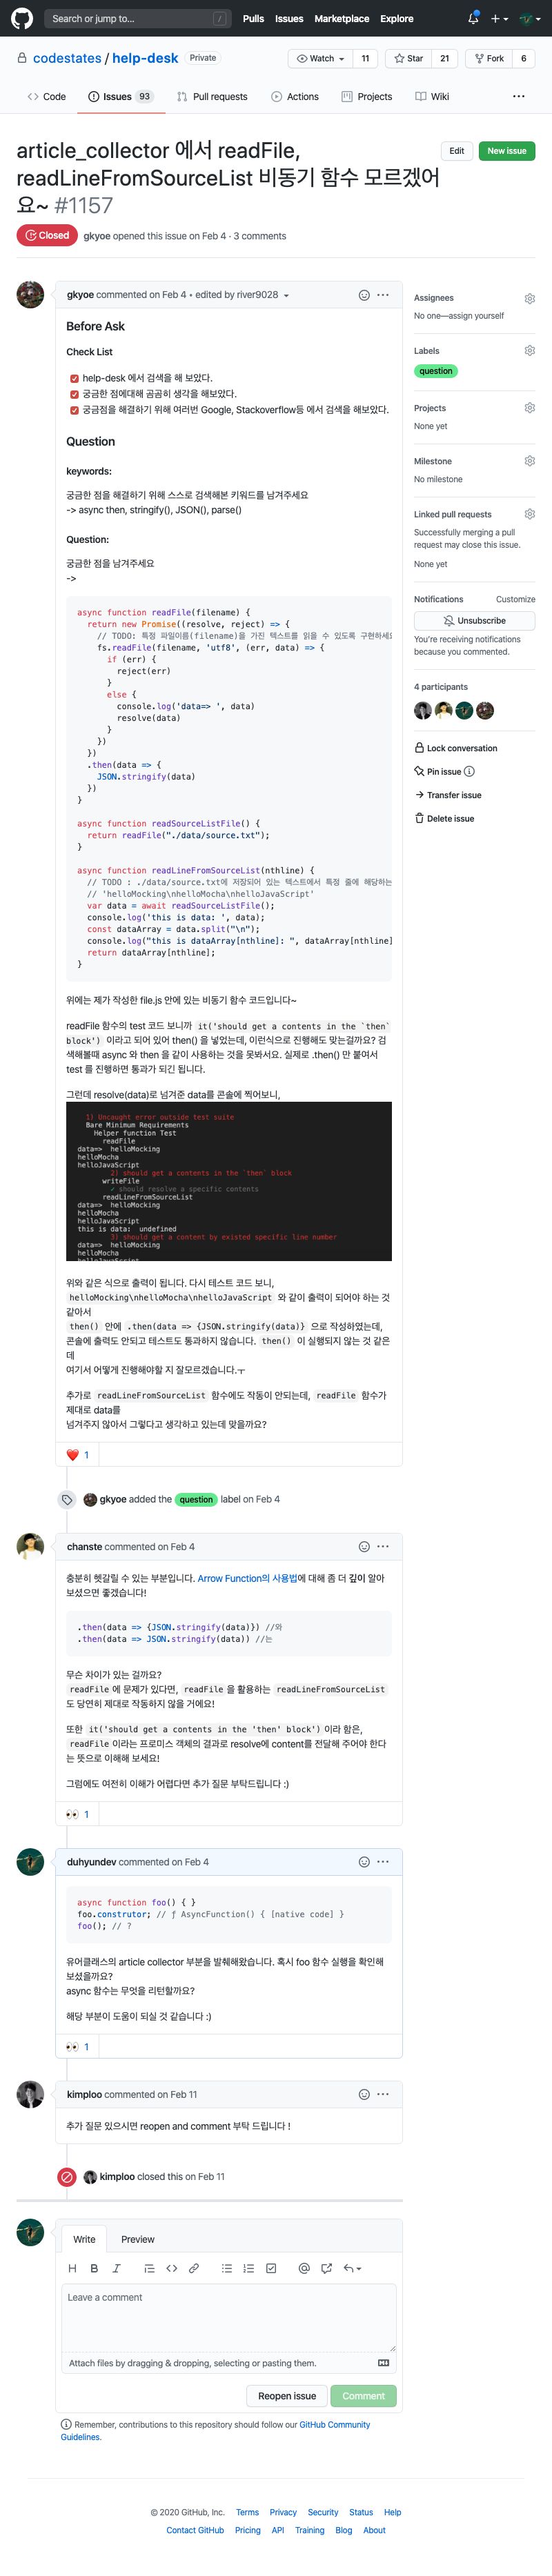 Search or jump to...
/
Pulls Issues Marketplace Explore
codestates / help-desk Private
Watch 11 Star 21 Fork 6
Code Issues 93 Pull requests Actions Projects Wiki
article_collector 에서 readFile,
readLineFromSourceList 비동기 함수 모르겠어
요~ #1157
Edit New issue
Closed gkyoe opened this issue on Feb 4 · 3 comments
gkyoe commented on Feb 4 • edited by river9028
Before Ask
Check List
help-desk 에서 검색을 해 보았다.
궁금한 점에대해 곰곰히 생각을 해보았다.
궁금점을 해결하기 위해 여러번 Google, Stackoverflow등 에서 검색을 해보았다.
Question
keywords:
궁금한 점을 해결하기 위해 스스로 검색해본 키워드를 남겨주세요
-> async then, stringify(), JSON(), parse()
Question:
궁금한 점을 남겨주세요
->
async function readFile(filename) {
return new Promise((resolve, reject) => {
// TODO: 특정 파일이름(filename)을 가진 텍스트를 읽을 수 있도록 구현하세
fs.readFile(filename, 'utf8', (err, data) => {
if (err) {
reject(err)
}
else {
console.log('data=> ', data)
resolve(data)
}
})
})
.then(data => {
JSON.stringify(data)
})
}
async function readSourceListFile() {
return readFile("./data/source.txt");
}
async function readLineFromSourceList(nthline) {
// TODO : ./data/source.txt에 저장되어 있는 텍스트에서 특정 줄에 해당하는
// 'helloMocking\nhelloMocha\nhelloJavaScript'
var data = await readSourceListFile();
console.log('this is data: ', data);
const dataArray = data.split("\n");
console.log("this is dataArray[nthline]: ", dataArray[nthline]
return dataArray[nthline];
}
위에는 제가 작성한 file.js 안에 있는 비동기 함수 코드입니다~
readFile 함수의 test 코드 보니까 it('should get a contents in the `then`
block') 이라고 되어 있어 then() 을 넣었는데, 이런식으로 진행해도 맞는걸까요? 검
색해볼때 async 와 then 을 같이 사용하는 것을 못봐서요. 실제로 .then() 만 붙여서
test 를 진행하면 통과가 되긴 됩니다.
그런데 resolve(data)로 넘겨준 data를 콘솔에 찍어보니,
1) Uncaught error outside test suite
Bare Minimum Requirements
Helper function Test
readFile
data=> helloMocking
helloMocha
helloJavaScript
2) should get a contents in the `then` block
writeFile
✓ should resolve a specific contents
readLineFromSourceList
data=> helloMocking
helloMocha
helloJavaScript
this is data: undefined
3) should get a content by existed specific line number
data=> helloMocking
helloMocha
helloJavaScript
위와 같은 식으로 출력이 됩니다. 다시 테스트 코드 보니,
helloMocking\nhelloMocha\nhelloJavaScript 와 같이 출력이 되어야 하는 것
같아서
then() 안에 .then(data => {JSON.stringify(data)} 으로 작성하였는데,
콘솔에 출력도 안되고 테스트도 통과하지 않습니다. then() 이 실행되지 않는 것 같은
데
여기서 어떻게 진행해야할 지 잘모르겠습니다.ㅜ
추가로 readLineFromSourceList 함수에도 작동이 안되는데, readFile 함수가
제대로 data를
넘겨주지 않아서 그렇다고 생각하고 있는데 맞을까요?
❤️ 1
gkyoe added the question label on Feb 4
chanste commented on Feb 4
충분히 헷갈릴 수 있는 부분입니다. Arrow Function의 사용법에 대해 좀 더 깊이 알아
보셨으면 좋겠습니다!
.then(data => {JSON.stringify(data)}) //와
.then(data => JSON.stringify(data)) //는
무슨 차이가 있는 걸까요?
readFile 에 문제가 있다면, readFile 을 활용하는 readLineFromSourceList
도 당연히 제대로 작동하지 않을 거에요!
또한 it('should get a contents in the 'then' block') 이라 함은,
readFile 이라는 프로미스 객체의 결과로 resolve에 content를 전달해 주어야 한다
는 뜻으로 이해해 보세요!
그럼에도 여전히 이해가 어렵다면 추가 질문 부탁드립니다 :)
👀 1
duhyundev commented on Feb 4
async function foo() { }
foo.construtor; // ƒ AsyncFunction() { [native code] }
foo(); // ?
유어클래스의 article collector 부분을 발췌해왔습니다. 혹시 foo 함수 실행을 확인해
보셨을까요?
async 함수는 무엇을 리턴할까요?
해당 부분이 도움이 되실 것 같습니다 :)
👀 1
kimploo commented on Feb 11
추가 질문 있으시면 reopen and comment 부탁 드립니다 !
kimploo closed this on Feb 11
Write Preview
Leave a comment
Attach files by dragging & dropping, selecting or pasting them.
Reopen issue Comment
Remember, contributions to this repository should follow our GitHub Community
Guidelines.
Assignees
No one—assign yourself
Labels
question
Projects
None yet
Milestone
No milestone
Linked pull requests
Successfully merging a pull
request may close this issue.
None yet
Notifications Customize
Unsubscribe
You're receiving notifications
because you commented.
4 participants
Lock conversation
Pin issue
Transfer issue
Delete issue
© 2020 GitHub, Inc. Terms Privacy Security Status Help
Contact GitHub Pricing API Training Blog About